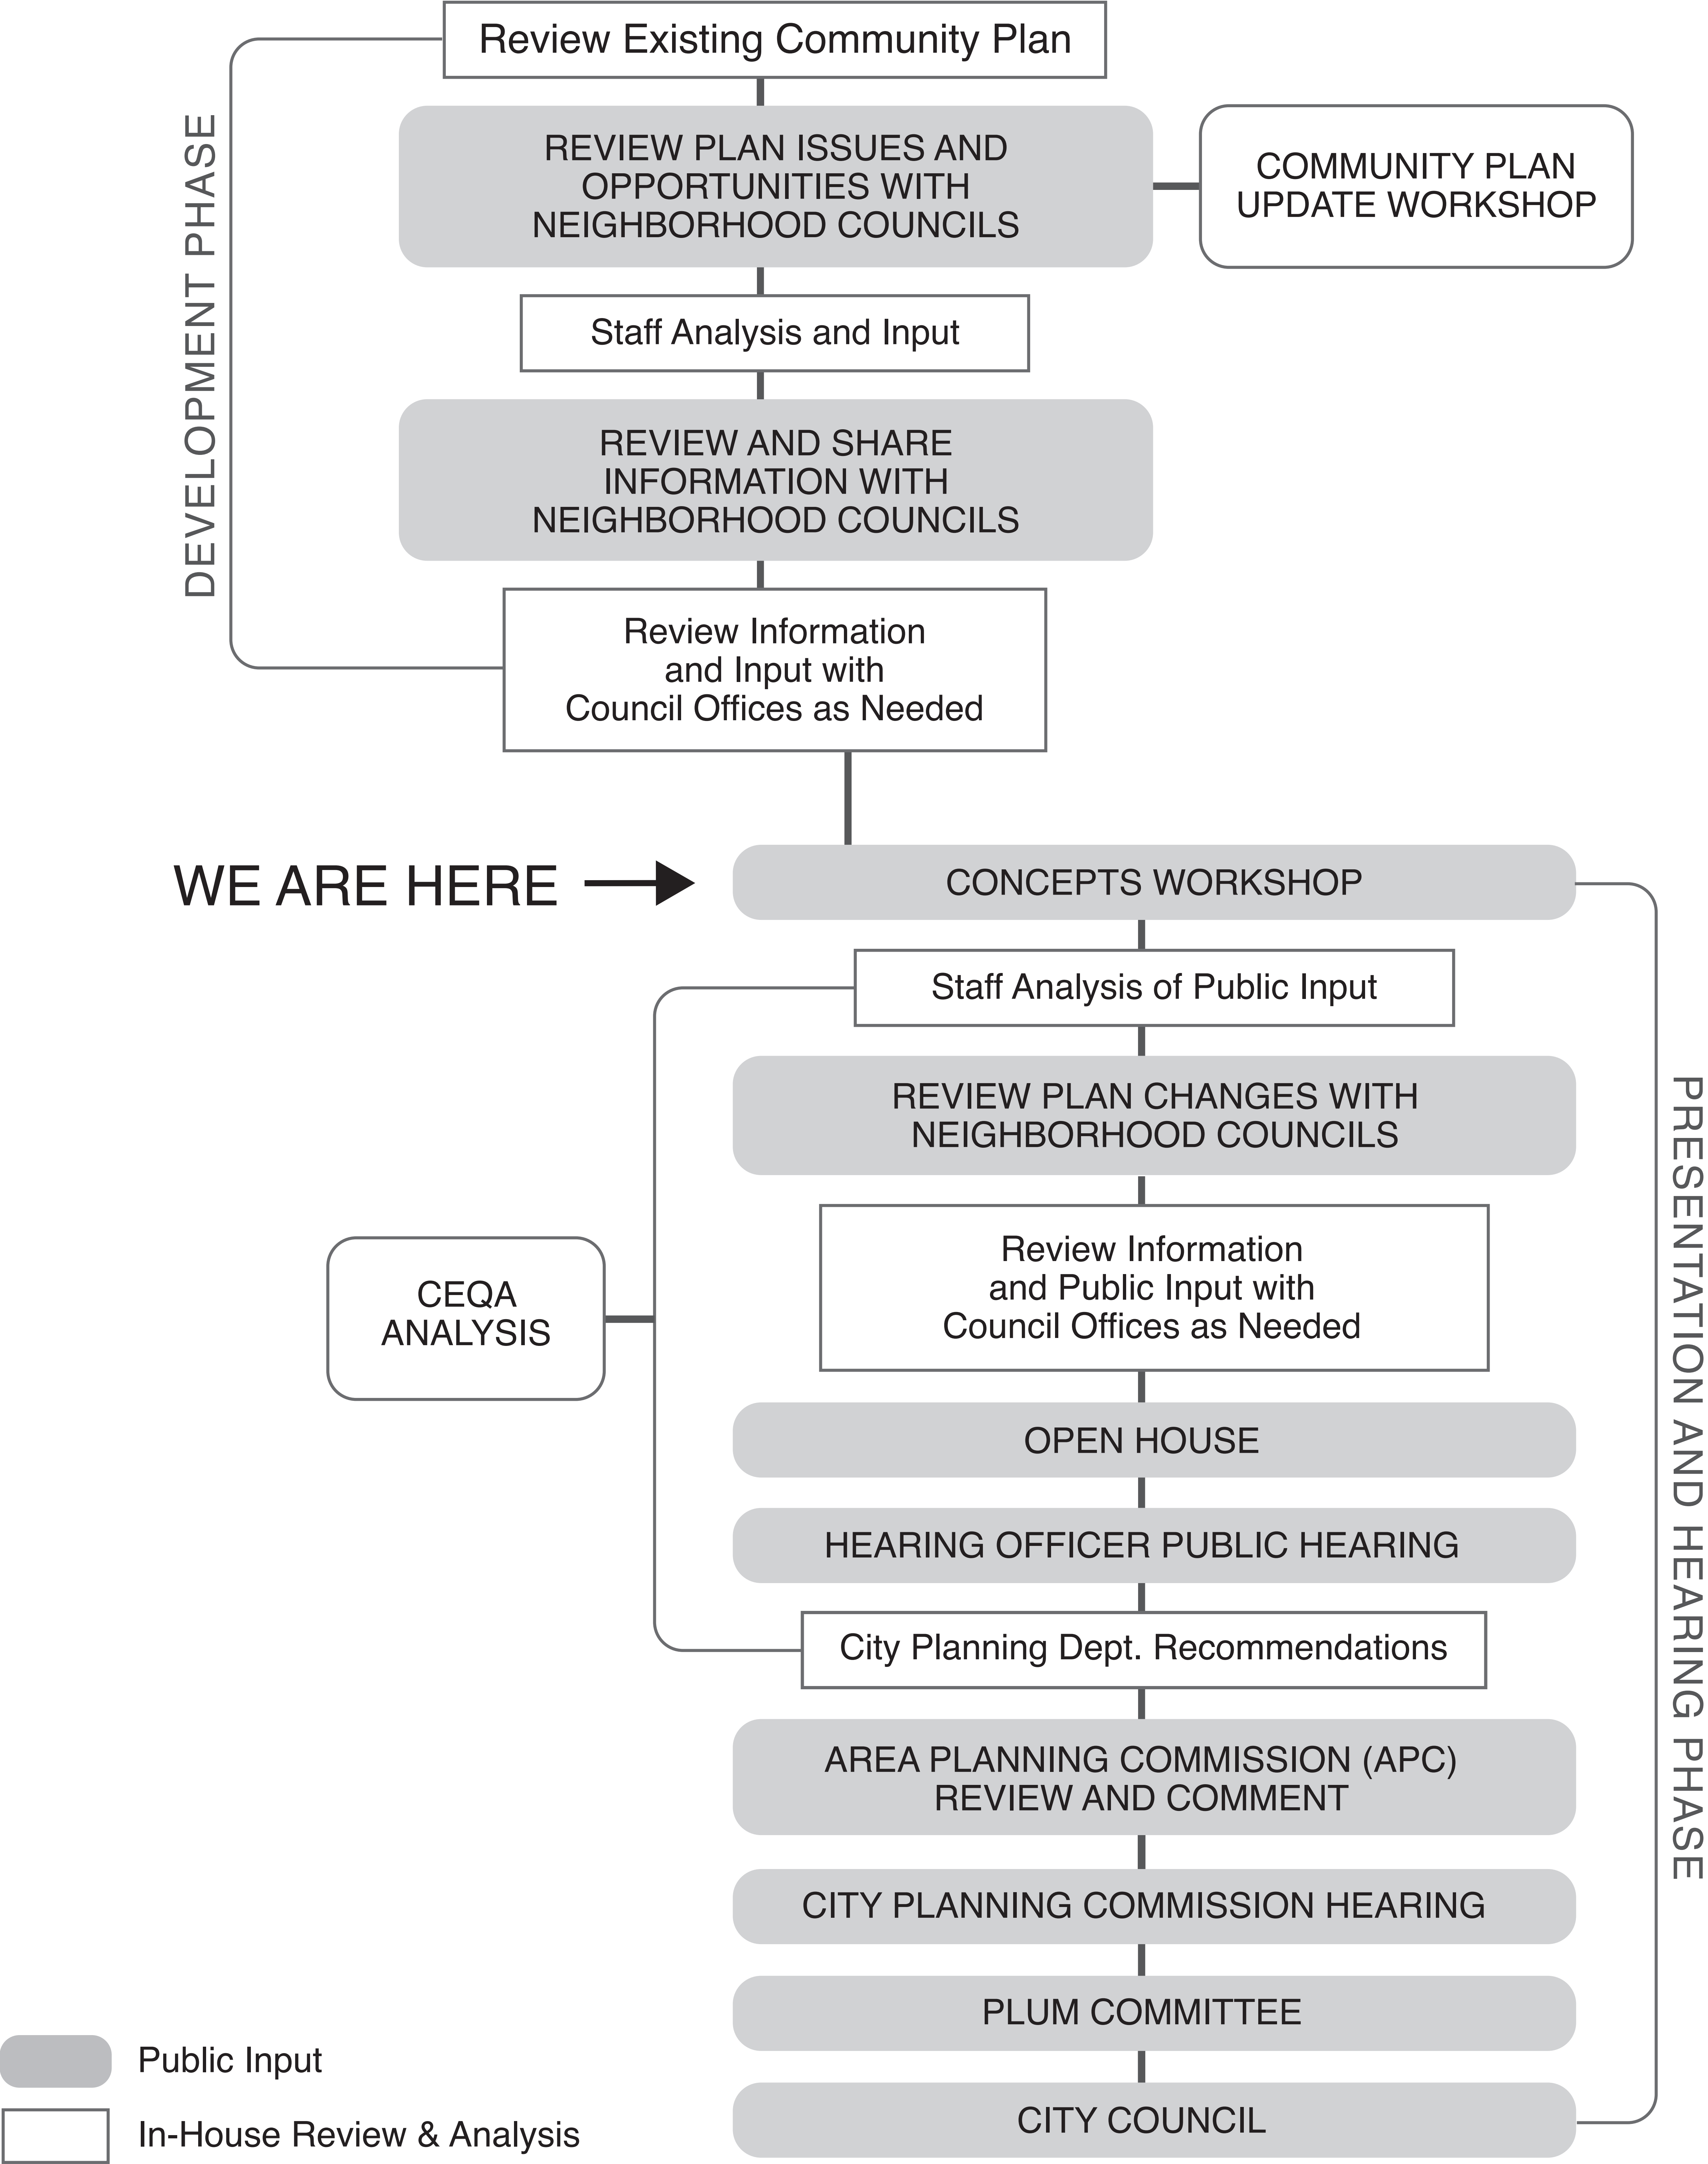 Review Existing Community Plan
DEVELOPMENT PHASE
REVIEW PLAN ISSUES AND
OPPORTUNITIES WITH
NEIGHBORHOOD COUNCILS
COMMUNITY PLAN
UPDATE WORKSHOP
Staff Analysis and Input
REVIEW AND SHARE
INFORMATION WITH
NEIGHBORHOOD COUNCILS
Review Information
and Input with
Council Offices as Needed
WE ARE HERE
CONCEPTS WORKSHOP
Staff Analysis of Public Input
REVIEW PLAN CHANGES WITH
NEIGHBORHOOD COUNCILS
PRESENTATION AND HEARING PHASE
Review Information
and Public Input with
Council Offices as Needed
CEQA
ANALYSIS
OPEN HOUSE
HEARING OFFICER PUBLIC HEARING
City Planning Dept. Recommendations
AREA PLANNING COMMISSION (APC)
REVIEW AND COMMENT
CITY PLANNING COMMISSION HEARING
PLUM COMMITTEE
CITY COUNCIL
Public Input
In-House Review & Analysis